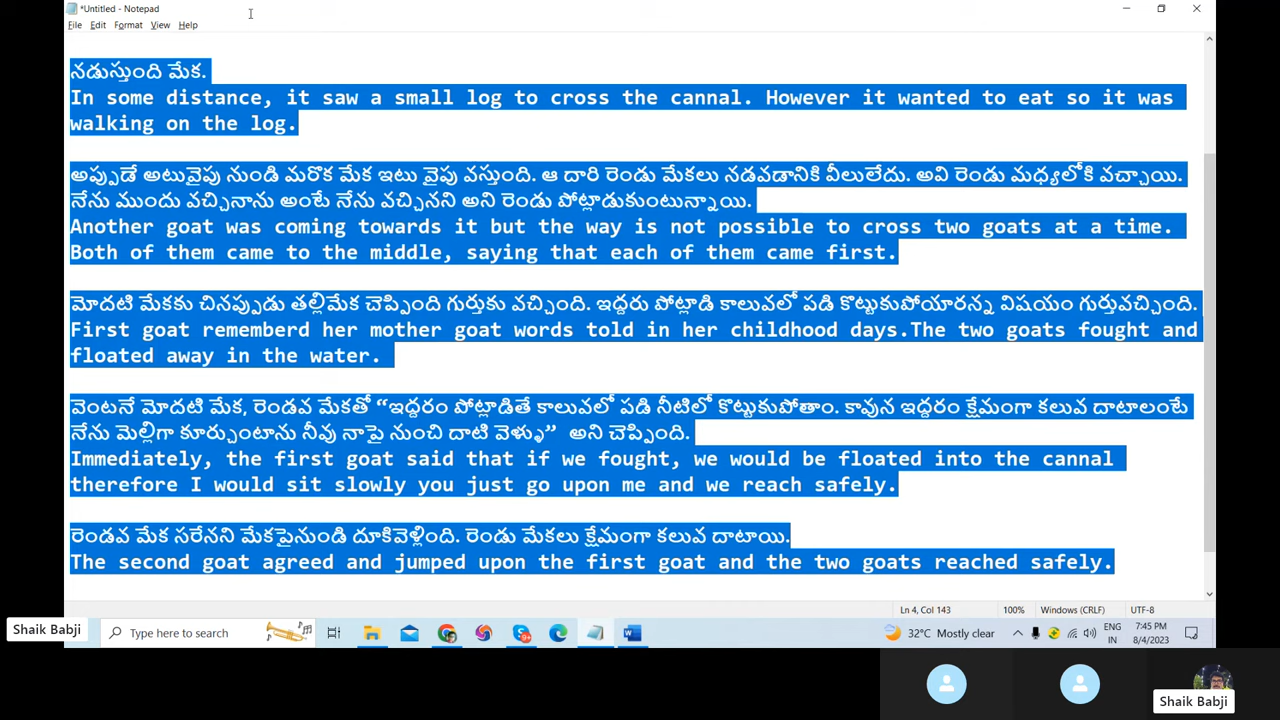 *Untitled - Notepad
File Edit Format View Help
నడుస్తుంది మేక.
In some distance, it saw a small log to cross the cannal. However it wanted to eat so it was
walking on the log.
అప్పుడే అటువైపు నుండి మరొక మేక ఇటు వైపు వస్తుంది. ఆ దారి రెండు మేకలు నడవడానికి వీలులేదు. అవి రెండు మధ్యలోకి వచ్చాయి.
నేను ముందు వచ్చినాను అంటే నేను వచ్చినని అని రెండు పోట్లాడుకుంటున్నాయి.
Another goat was coming towards it but the way is not possible to cross two goats at a time.
Both of them came to the middle, saying that each of them came first.
మోదటి మేకకు చినప్పుడు తల్లిమేక చెప్పింది గుర్తుకు వచ్చింది. ఇద్దరు పోట్లాడి కాలువలో పడి కొట్టుకుపోయారన్న విషయం గుర్తువచ్చింది.
First goat rememberd her mother goat words told in her childhood days.The two goats fought and
floated away in the water.
వెంటనే మోదటి మేక, రెండవ మేకతో “ఇద్దరం పోట్లాడితే కాలువలో పడి నీటిలో కొట్టుకుపోతాం. కావున ఇద్దరం క్షేమంగా కలువ దాటాలంటే
నేను మెల్లిగా కూర్చుంటాను నీవు నాపై నుంచి దాటి వెళ్ళు” అని చెప్పింది.
Immediately, the first goat said that if we fought, we would be floated into the cannal
therefore I would sit slowly you just go upon me and we reach safely.
రెండవ మేక సరేనని మేకపైనుండి దూకివెళ్లింది. రెండు మేకలు క్షేమంగా కలువ దాటాయి.
The second goat agreed and jumped upon the first goat and the two goats reached safely.
Ln 4, Col 143 100% Windows (CRLF) UTF-8
Shaik Babji
Type here to search
32°C Mostly clear
ENG
IN
7:45 PM
8/4/2023
Shaik Babji